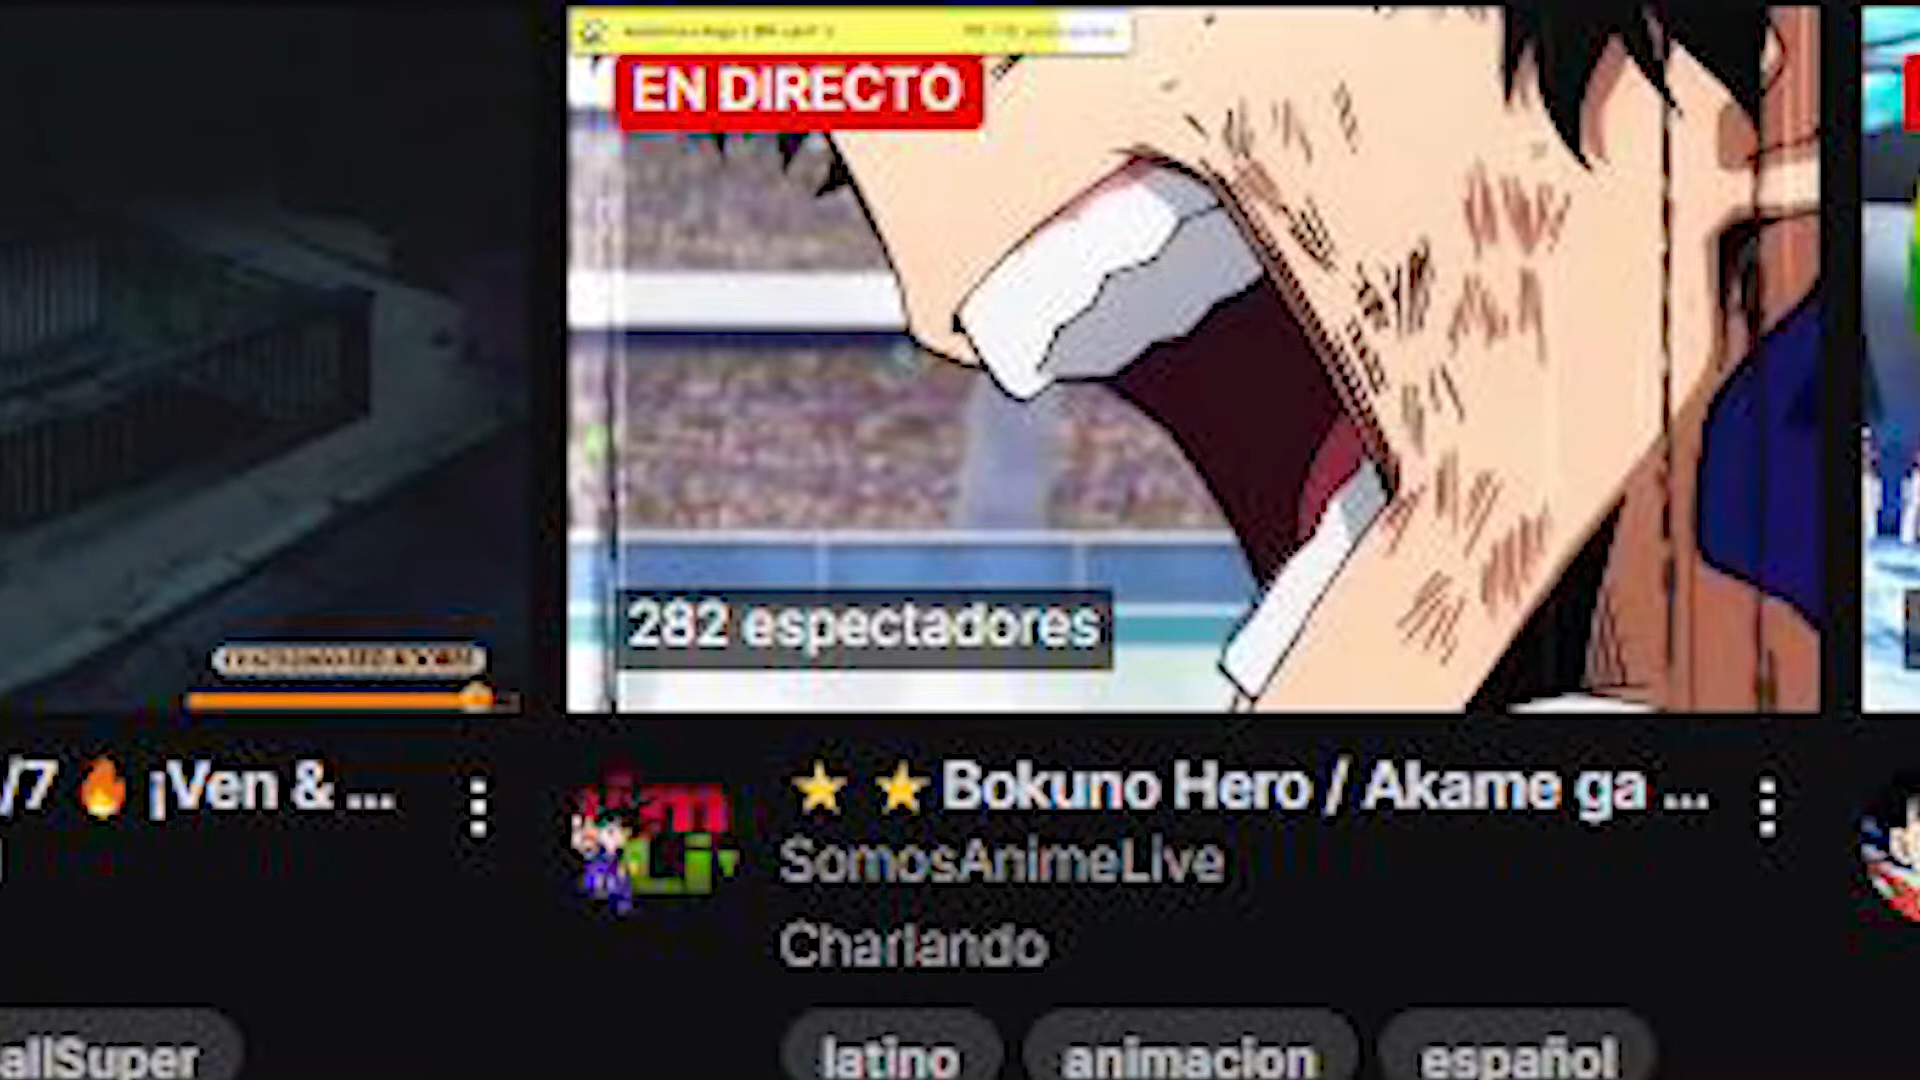 EN DIRECTO
282 espectadores
/7 🔥 ¡Ven & ...
⭐ ⭐ Bokuno Hero / Akame ga ...
SomosAnimeLive
Charlando
allSuper
latino
animacion
español